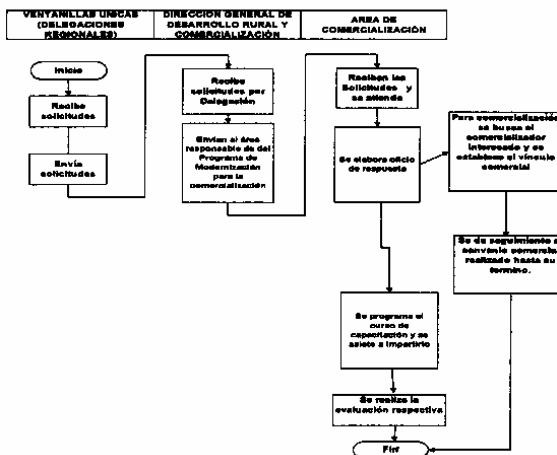 VENTANILLAS UNICAS
(DELEGACIONES
REGIONALES)
DIRECCION GENERAL DE
DESARROLLO RURAL Y
COMERCIALIZACIÓN
AREA DE
COMERCIALIZACIÓN
Inicio
Recibe
solicitudes
Envía
solicitudes
Recibe
solicitudes por
Delegación
Envían al área
responsable de del
Programa de
Modernización
para la
comercialización
Reciben las
Solicitudes y
se atiende
Se elabora oficio de
respuesta
Para comercialización
se busca al
comercializador
interesado y se
establece el vínculo
comercial
Se da seguimiento al
convenio comercial
realizado hasta su
termino.
Se programa el
curso de
capacitación y se
asiste a impartirlo
Se realiza la
evaluación respectiva
Fin